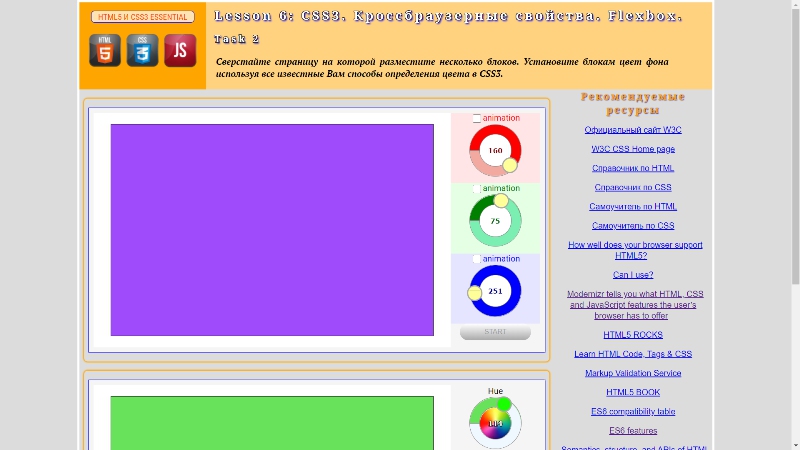 HTML5 И CSS3 ESSENTIAL
HTML
5
CSS
3
JS
Lesson 6: CSS3. Кроссбраузерные свойства. Flexbox.
Task 2
Сверстайте страницу на которой разместите несколько блоков. Установите блокам цвет фона
используя все известные Вам способы определения цвета в CSS3.
animation
160
animation
75
animation
251
START
Hue
Рекомендуемые
ресурсы
Официальный сайт W3C
W3C CSS Home page
Справочник по HTML
Справочник по CSS
Самоучитель по HTML
Самоучитель по CSS
How well does your browser support
HTML5?
Can I use?
Modernizr tells you what HTML, CSS
and JavaScript features the user's
browser has to offer
HTML5 ROCKS
Learn HTML Code, Tags & CSS
Markup Validation Service
HTML5 BOOK
ES6 compatibility table
ES6 features
Semantics, structure, and APIs of HTML